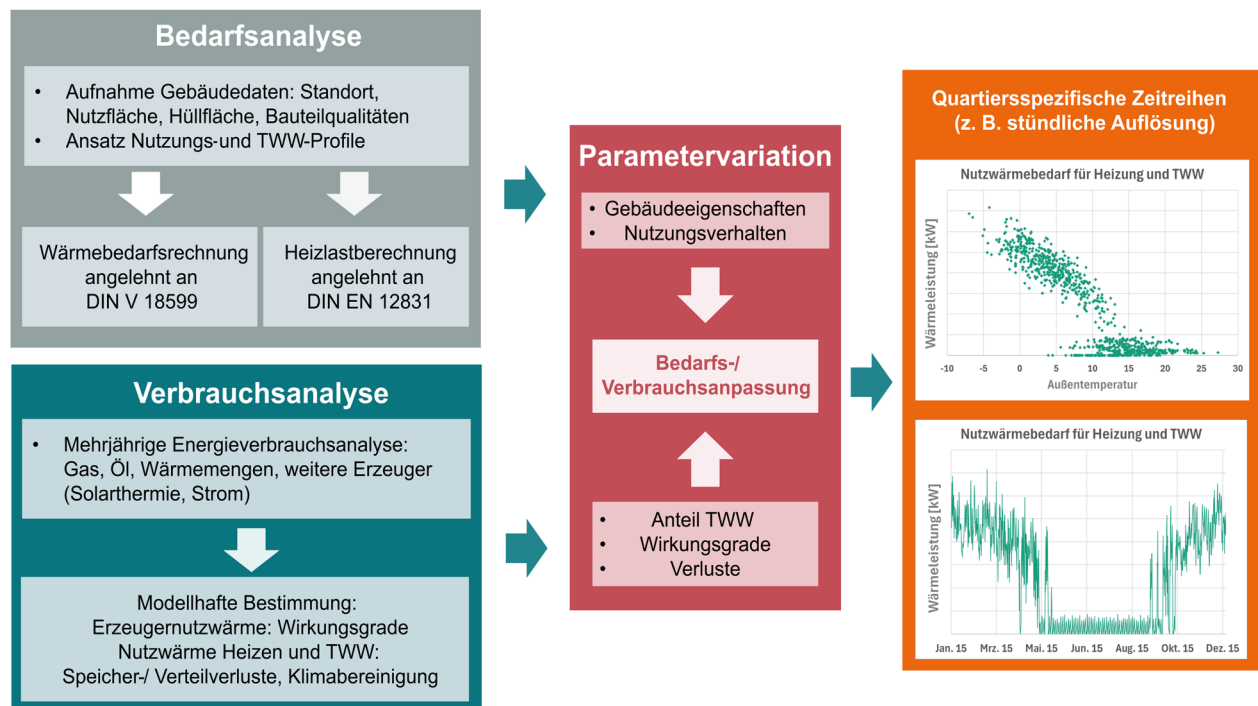 Bedarfsanalyse
• Aufnahme Gebäudedaten: Standort,
Nutzfläche, Hüllfläche, Bauteilqualitäten
• Ansatz Nutzungs-und TWW-Profile
Wärmebedarfsrechnung
angelehnt an
DIN V 18599
Heizlastberechnung
angelehnt an
DIN EN 12831
Verbrauchsanalyse
• Mehrjährige Energieverbrauchsanalyse:
Gas, Öl, Wärmemengen, weitere Erzeuger
(Solarthermie, Strom)
Modellhafte Bestimmung:
Erzeugernutzwärme: Wirkungsgrade
Nutzwärme Heizen und TWW:
Speicher-/ Verteilverluste, Klimabereinigung
Parametervariation
• Gebäudeeigenschaften
• Nutzungsverhalten
Bedarfs-/
Verbrauchsanpassung
• Anteil TWW
• Wirkungsgrade
• Verluste
Quartiersspezifische Zeitreihen
(z. B. stündliche Auflösung)
Nutzwärmebedarf für Heizung und TWW
Wärmeleistung [kW]
-10 -5 0 5 10 15 20 25 30
Außentemperatur
Nutzwärmebedarf für Heizung und TWW
Wärmeleistung [kW]
Jan. 15 Mrz. 15 Mai. 15 Jun. 15 Aug. 15 Okt. 15 Dez. 15